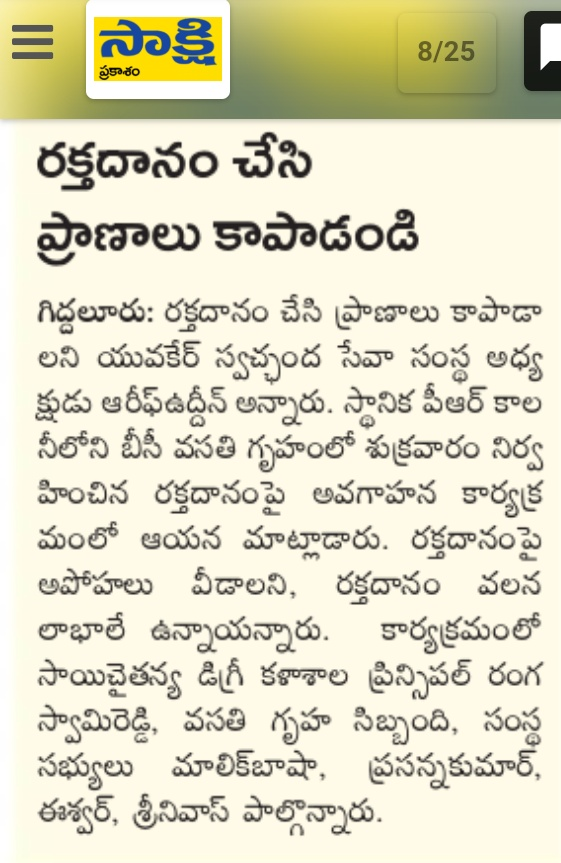 సాక్షి
ప్రకాశం
8/25
రక్తదానం చేసి
ప్రాణాలు కాపాడండి
గిద్దలూరు: రక్తదానం చేసి ప్రాణాలు కాపాడా
లని యువకేర్ స్వచ్ఛంద సేవా సంస్థ అధ్య
క్షుడు ఆరీఫ్‌ఉద్దీన్ అన్నారు. స్థానిక పీఆర్ కాల
నీలోని బీసీ వసతి గృహంలో శుక్రవారం నిర్వ
హించిన రక్తదానంపై అవగాహన కార్యక్ర
మంలో ఆయన మాట్లాడారు. రక్తదానంపై
అపోహలు వీడాలని, రక్తదానం వలన
లాభాలే ఉన్నాయన్నారు. కార్యక్రమంలో
సాయిచైతన్య డిగ్రీ కళాశాల ప్రిన్సిపల్ రంగ
స్వామిరెడ్డి, వసతి గృహ సిబ్బంది, సంస్థ
సభ్యులు మాలిక్‌బాషా, ప్రసన్నకుమార్,
ఈశ్వర్, శ్రీనివాస్ పాల్గొన్నారు.